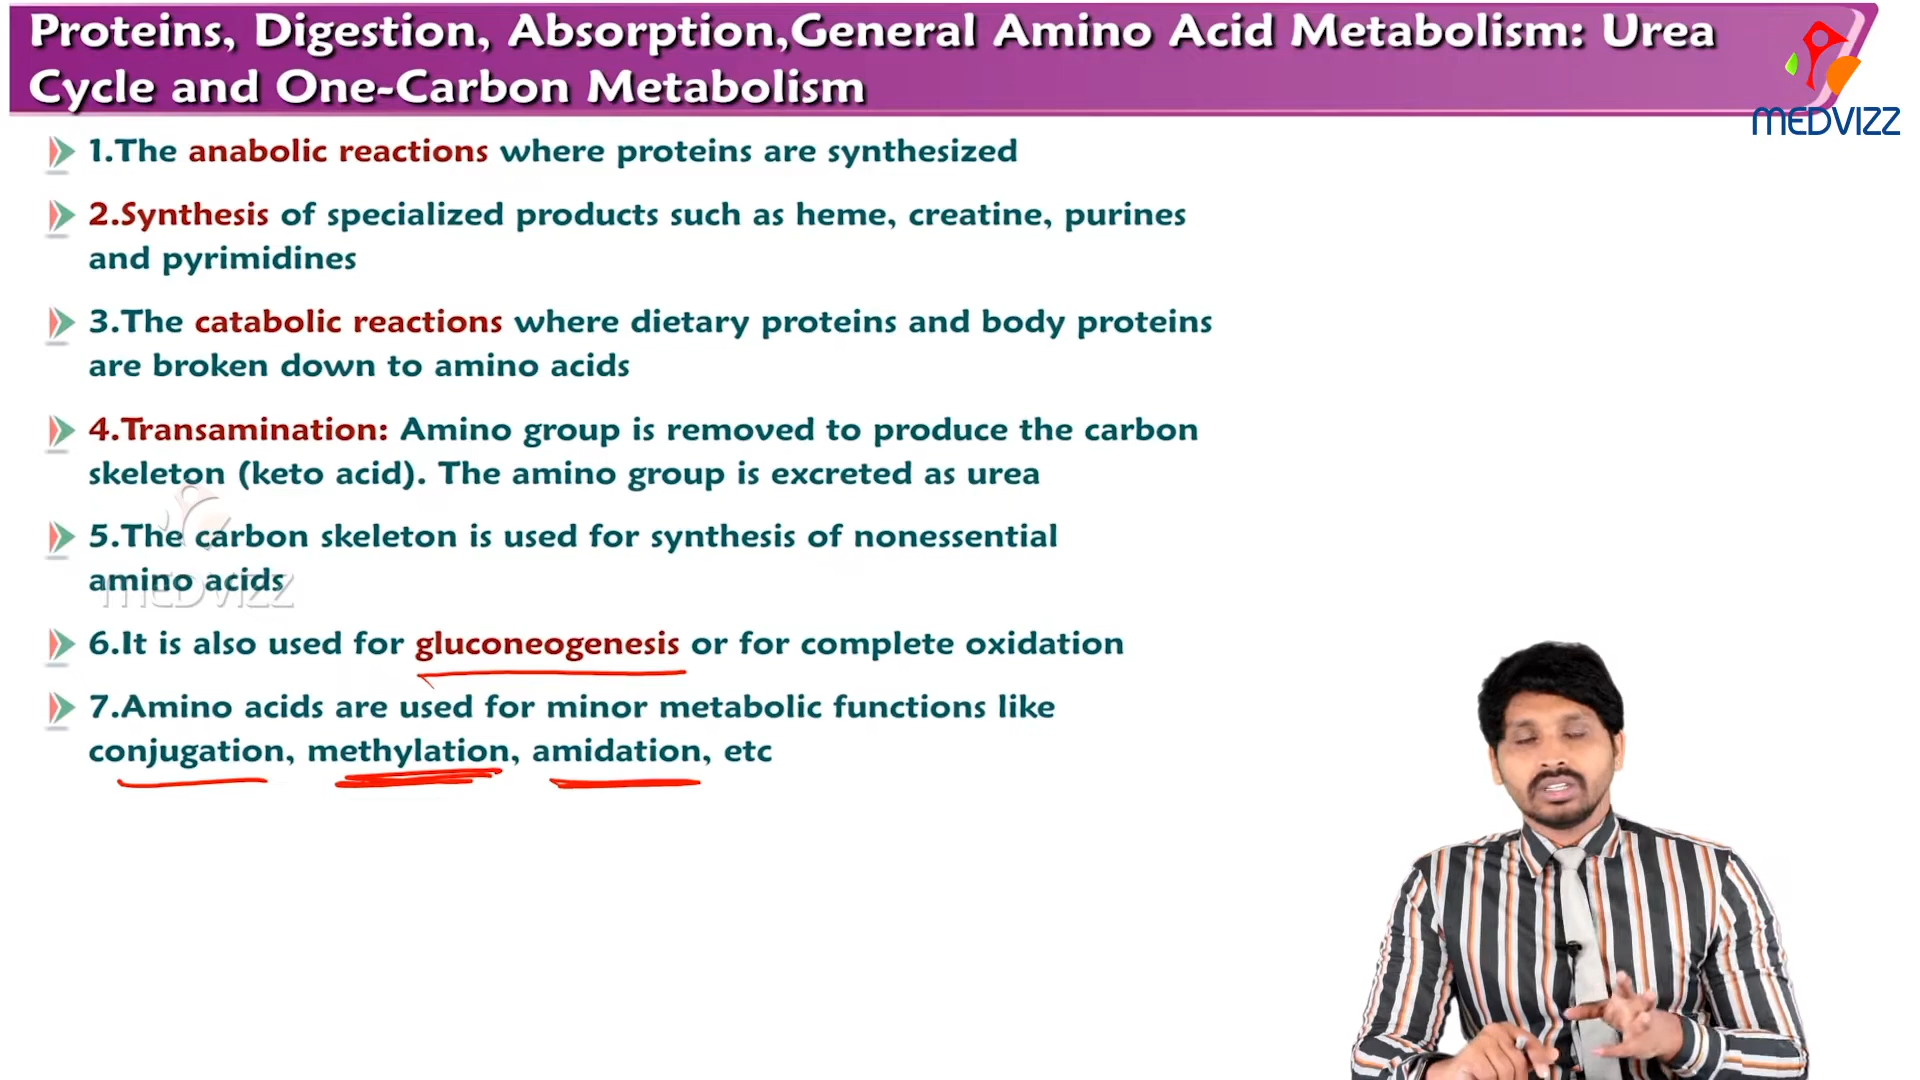 Proteins, Digestion, Absorption,General Amino Acid Metabolism: Urea
Cycle and One-Carbon Metabolism
MEDVIZZ
1.The anabolic reactions where proteins are synthesized
2.Synthesis of specialized products such as heme, creatine, purines
and pyrimidines
3.The catabolic reactions where dietary proteins and body proteins
are broken down to amino acids
4.Transamination: Amino group is removed to produce the carbon
skeleton (keto acid). The amino group is excreted as urea
5.The carbon skeleton is used for synthesis of nonessential
amino acids
MEDVIZZ
6.It is also used for gluconeogenesis or for complete oxidation
7.Amino acids are used for minor metabolic functions like
conjugation, methylation, amidation, etc